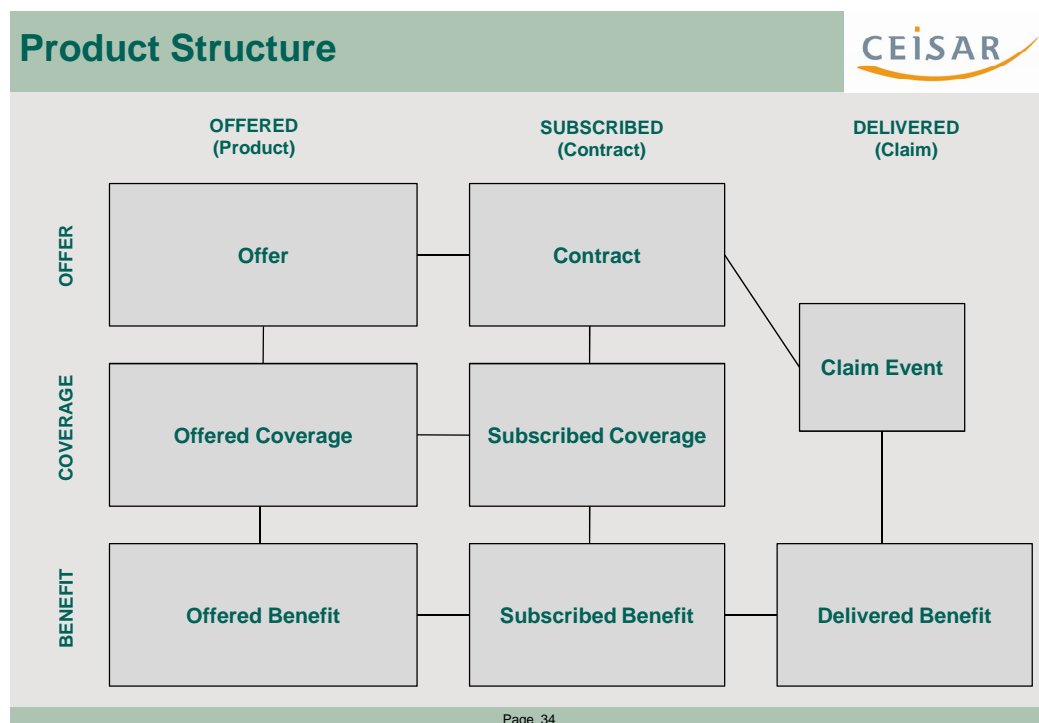 Product Structure
CEISAR
OFFERED
(Product)
SUBSCRIBED
(Contract)
DELIVERED
(Claim)
OFFER
Offer
Contract
Claim Event
COVERAGE
Offered Coverage
Subscribed Coverage
BENEFIT
Offered Benefit
Subscribed Benefit
Delivered Benefit
Page 34